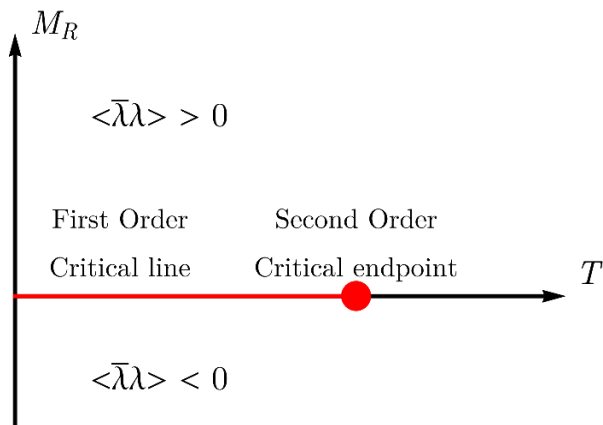 M_R
<λ̅λ> > 0
First Order
Critical line
Second Order
Critical endpoint
T
<λ̅λ> < 0